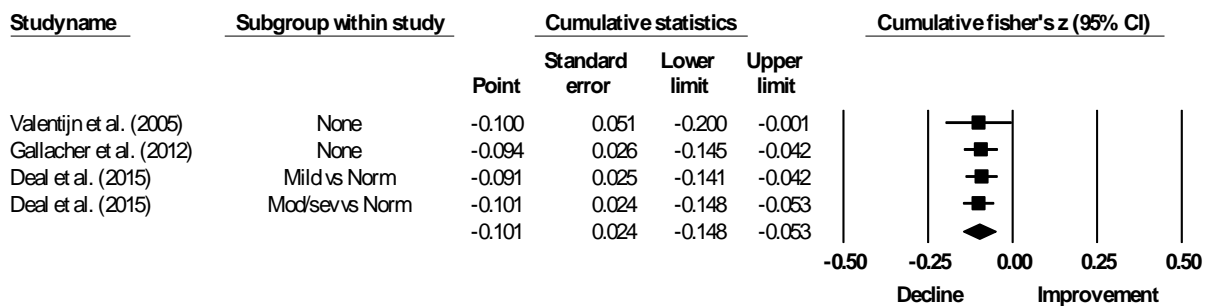 Studyname Subgroup within study Cumulative statistics Cumulative fisher's z (95% CI)
Standard Lower Upper
Point error limit limit
Valentijn et al. (2005) None -0.100 0.051 -0.200 -0.001
Gallacher et al. (2012) None -0.094 0.026 -0.145 -0.042
Deal et al. (2015) Mild vs Norm -0.091 0.025 -0.141 -0.042
Deal et al. (2015) Mod/sev vs Norm -0.101 0.024 -0.148 -0.053
-0.101 0.024 -0.148 -0.053
-0.50 -0.25 0.00 0.25 0.50
Decline Improvement